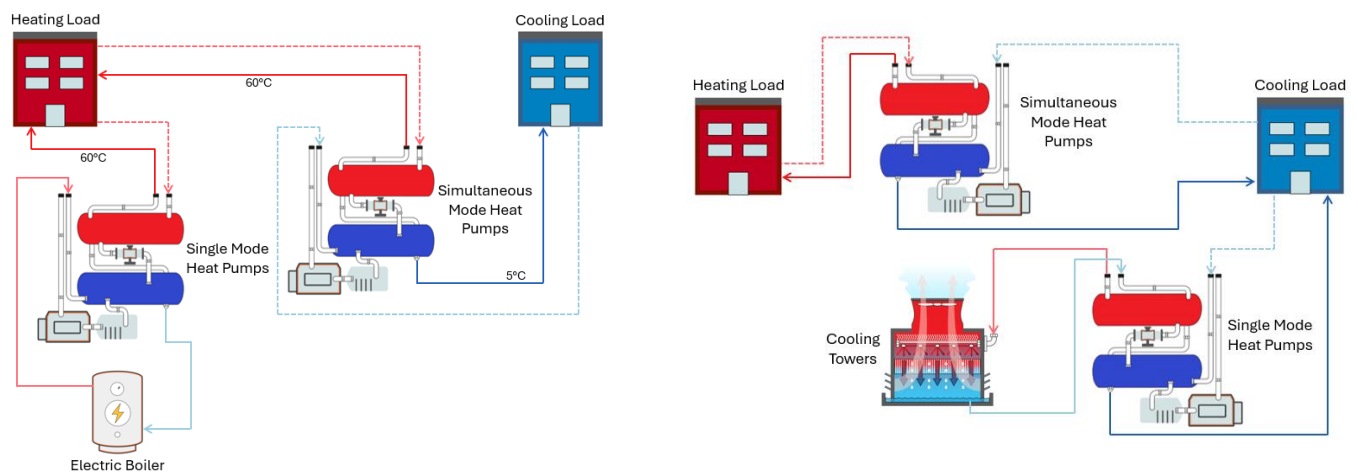 Heating Load
Cooling Load
60ºC
60ºC
Simultaneous
Mode Heat
Pumps
Single Mode
Heat Pumps
5ºC
Electric Boiler
Heating Load
Simultaneous
Mode Heat
Pumps
Cooling Load
Cooling
Towers
Single Mode
Heat Pumps